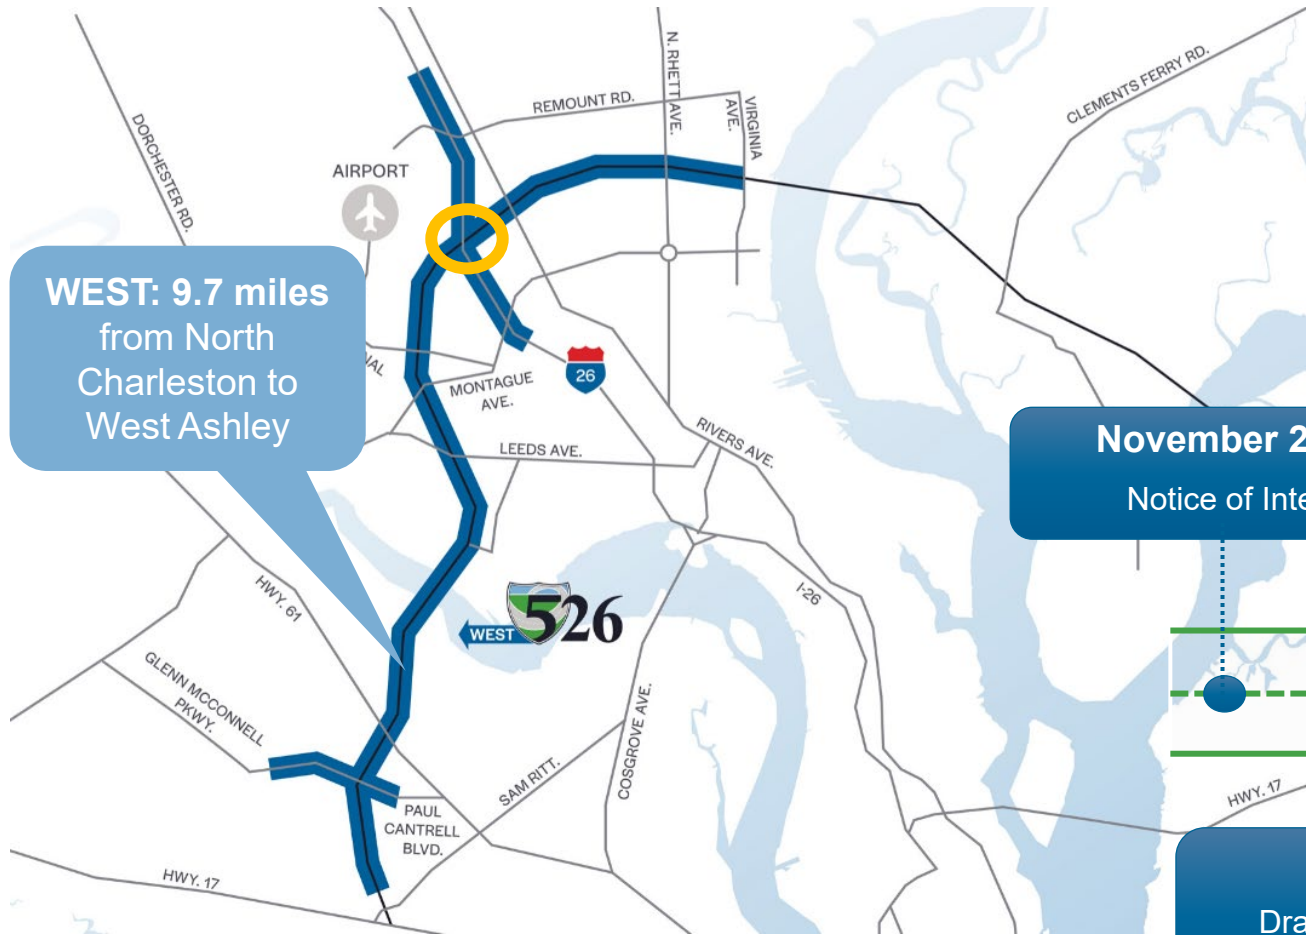 N. RHETT AVE.
CLEMENTS FERRY RD.
REMOUNT RD.
VIRGINIA
AVE.
DORCHESTER RD.
AIRPORT
WEST: 9.7 miles
from North
Charleston to
West Ashley
26
MONTAGUE
AVE.
LEEDS AVE.
RIVERS AVE.
November 2
Notice of Inte
HWY. 61
I-26
WEST
526
GLENN MCCONNELL
PKWY.
COSGROVE AVE.
SAM RITT.
PAUL
CANTRELL
BLVD.
HWY. 17
HWY. 17
Dra